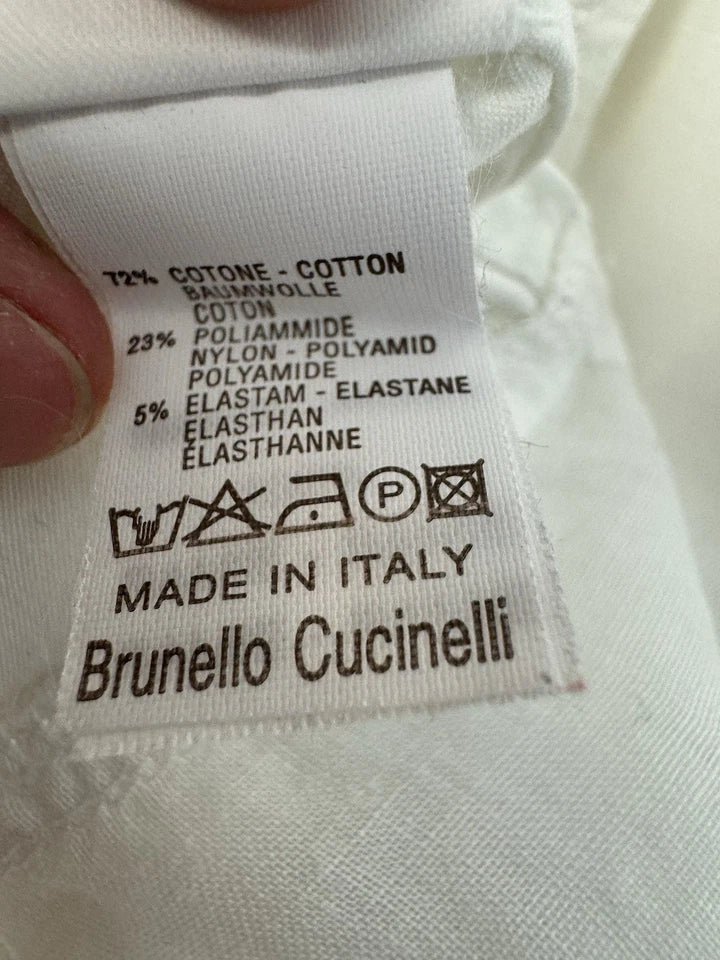 72% COTONE - COTTON
BAUMWOLLE
COTON
23% POLIAMMIDE
NYLON - POLYAMID
POLYAMIDE
5% ELASTAM - ELASTANE
ELASTHAN
ÉLASTHANNE
P
MADE IN ITALY
Brunello Cucinelli